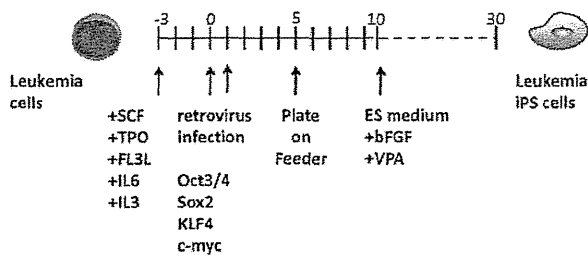 -3 0 5 10 30
Leukemia
cells
Leukemia
iPS cells
+SCF
+TPO
+FL3L
+IL6
+IL3
retrovirus
infection
Oct3/4
Sox2
KLF4
c-myc
Plate
on
Feeder
ES medium
+bFGF
+VPA